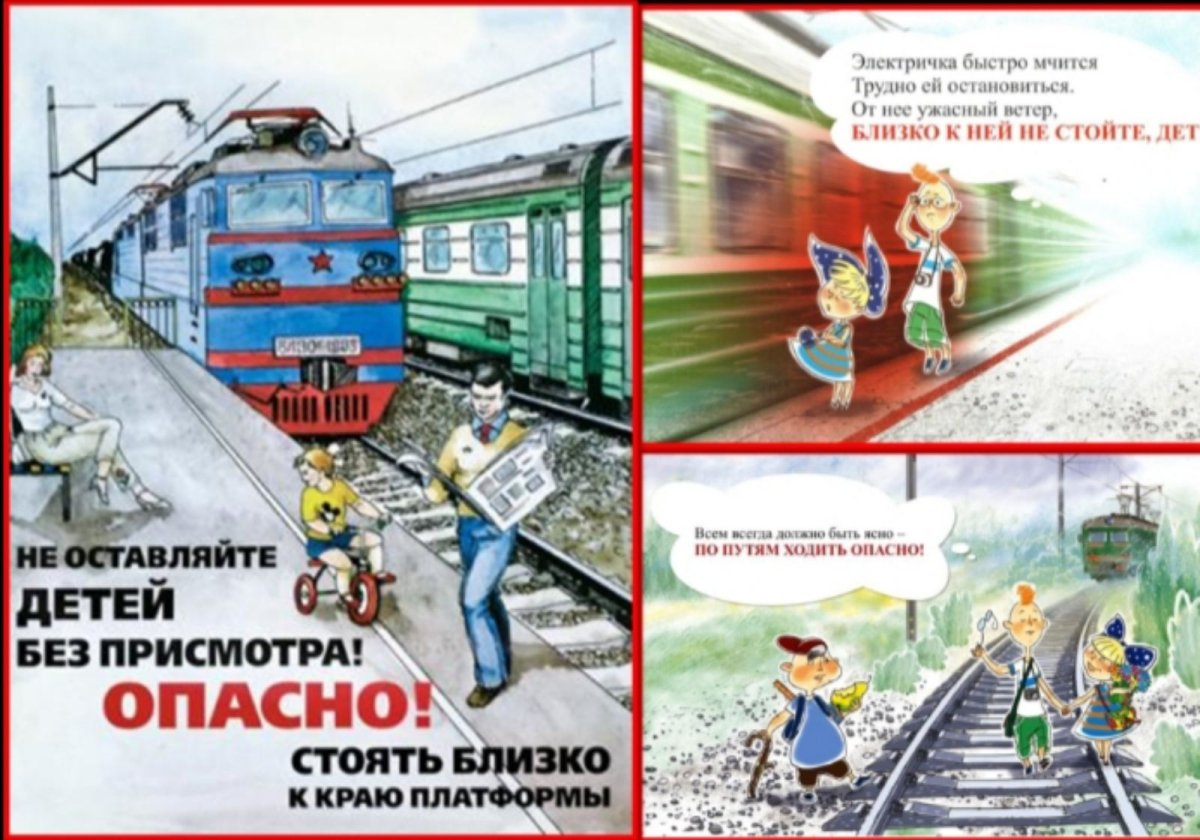 НЕ ОСТАВЛЯЙТЕ
ДЕТЕЙ
БЕЗ ПРИСМОТРА!
ОПАСНО!
СТОЯТЬ БЛИЗКО
К КРАЮ ПЛАТФОРМЫ
Электричка быстро мчится
Трудно ей остановиться.
От нее ужасный ветер,
БЛИЗКО К НЕЙ НЕ СТОЙТЕ, ДЕТ
Всем всегда должно быть ясно –
ПО ПУТЯМ ХОДИТЬ ОПАСНО!